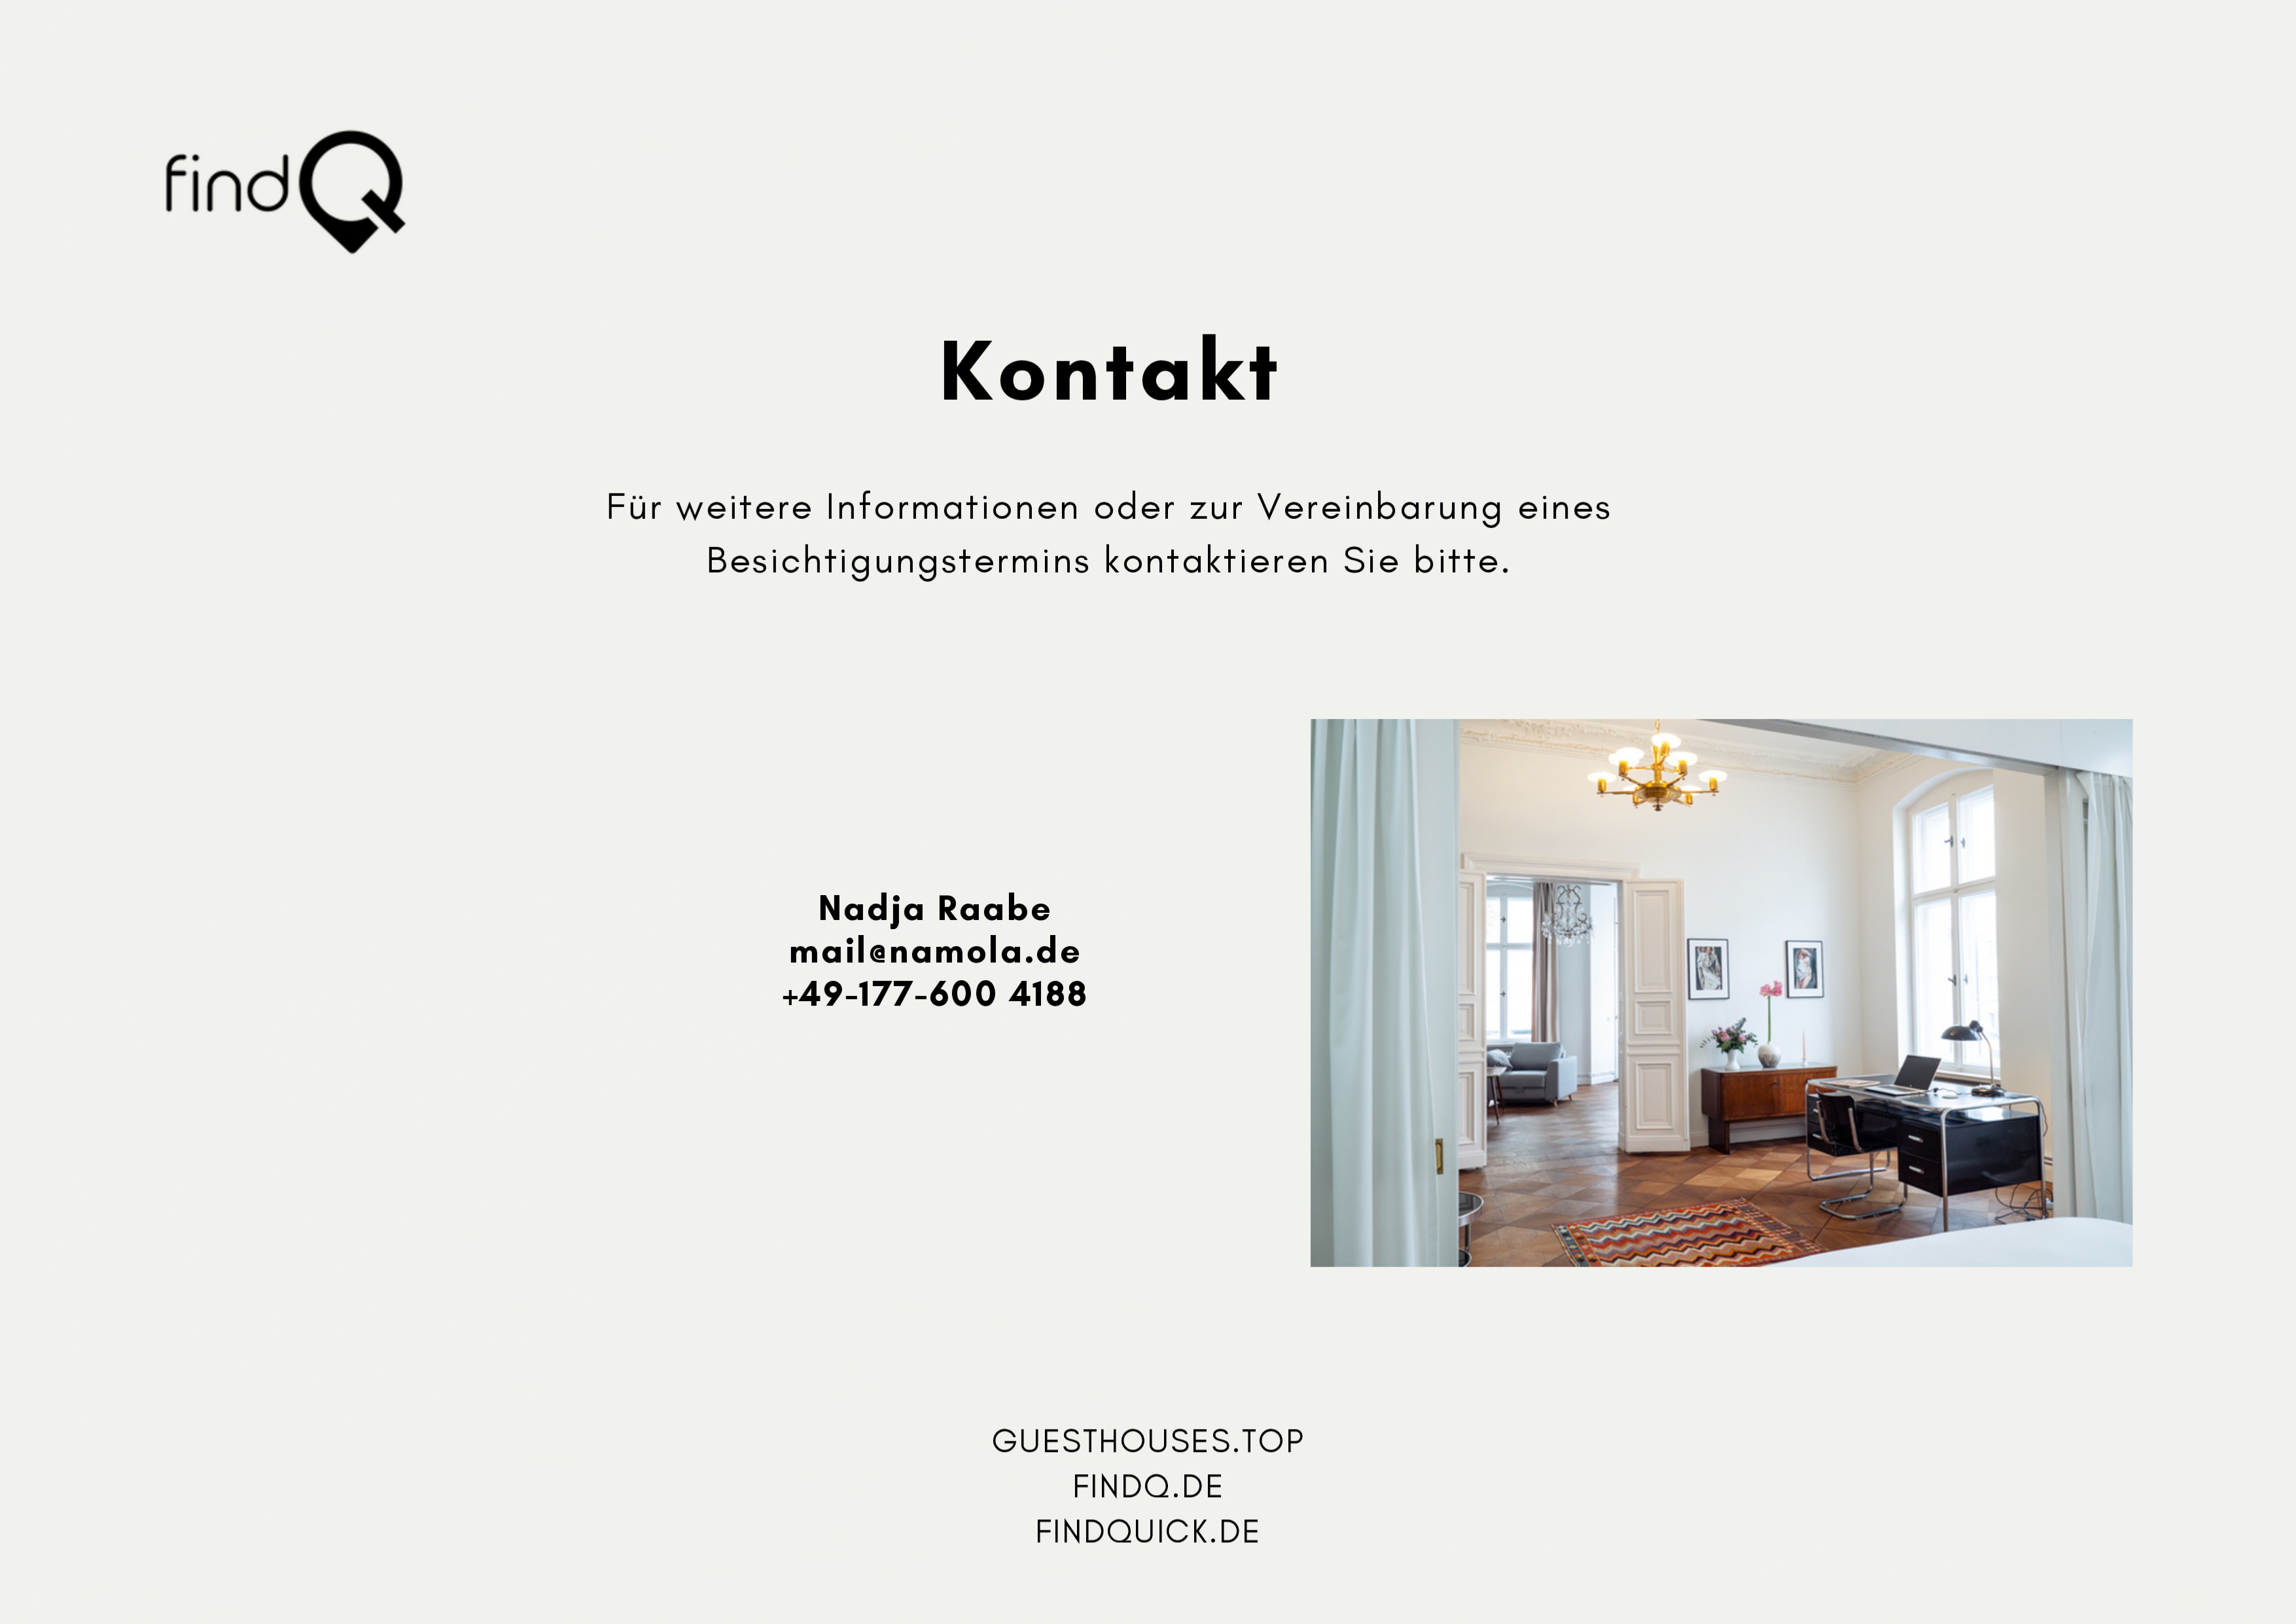 findQ
Kontakt
Für weitere Informationen oder zur Vereinbarung eines
Besichtigungstermins kontaktieren Sie bitte.
Nadja Raabe
mail@namola.de
+49-177-600 4188
GUESTHOUSES.TOP
FINDQ.DE
FINDQUICK.DE